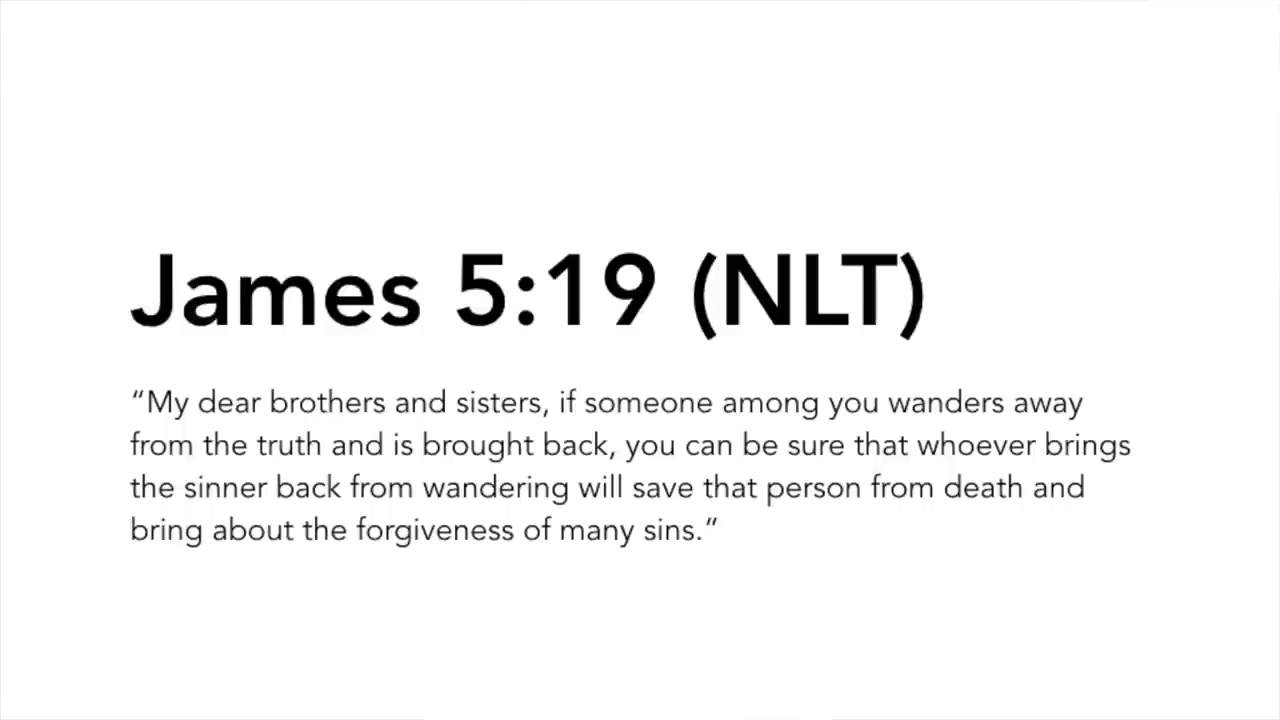 James 5:19 (NLT)
“My dear brothers and sisters, if someone among you wanders away
from the truth and is brought back, you can be sure that whoever brings
the sinner back from wandering will save that person from death and
bring about the forgiveness of many sins.”